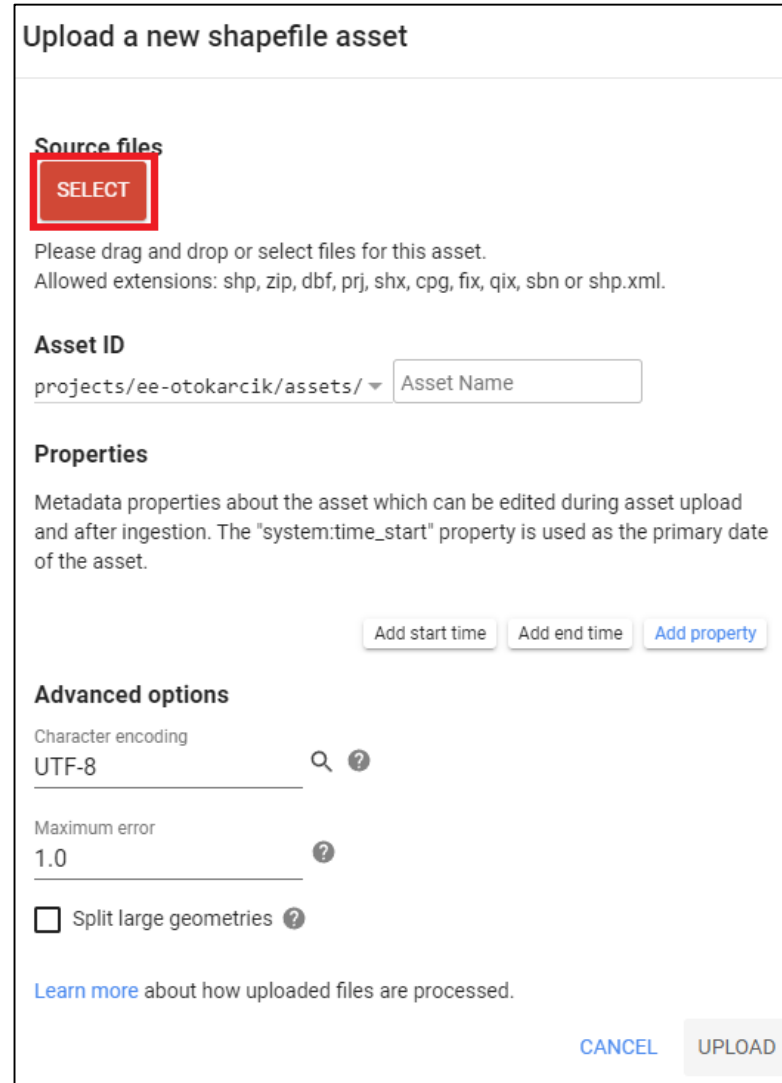 Upload a new shapefile asset
Source files
SELECT
Please drag and drop or select files for this asset.
Allowed extensions: shp, zip, dbf, prj, shx, cpg, fix, qix, sbn or shp.xml.
Asset ID
projects/ee-otokarcik/assets/ Asset Name
Properties
Metadata properties about the asset which can be edited during asset upload
and after ingestion. The "system:time_start" property is used as the primary date
of the asset.
Add start time Add end time Add property
Advanced options
Character encoding
UTF-8
Maximum error
1.0
Split large geometries
Learn more about how uploaded files are processed.
CANCEL UPLOAD